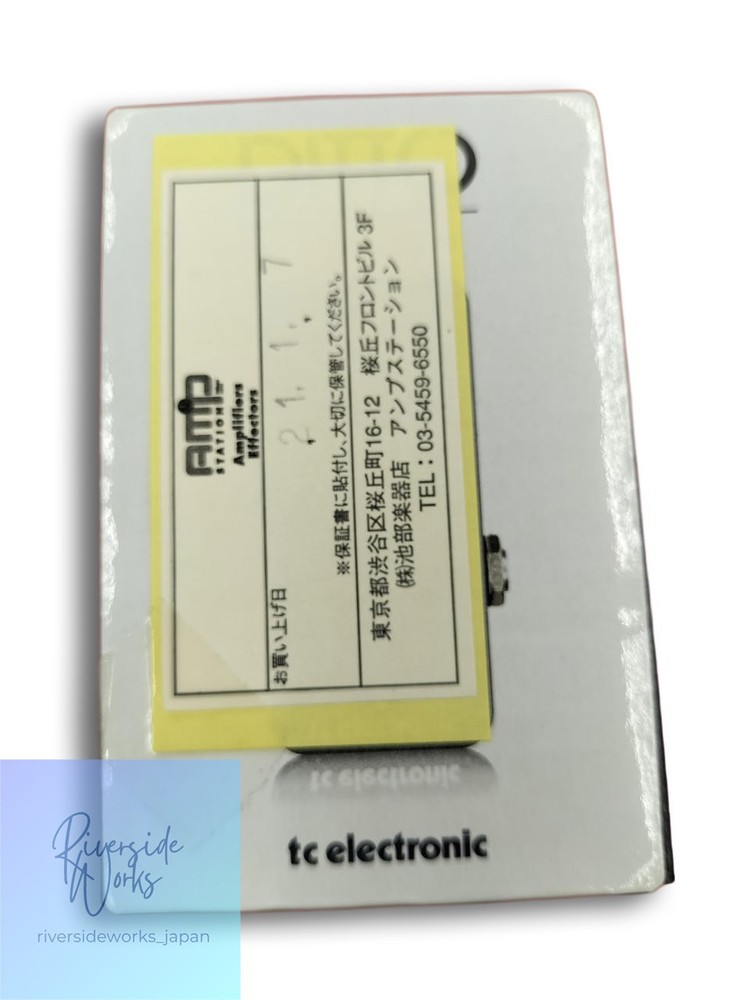 AMP
STATION
Amplifiers
Effectors
お買い上げ日
21. 1. 7
※保証書に貼付し、大切に保管してください。
東京都渋谷区桜丘町16-12 桜丘フロントビル 3F
㈱池部楽器店 アンプステーション
TEL：03-5459-6550
tc electronic
tc electronic
Riverside
Works
riversideworks_japan